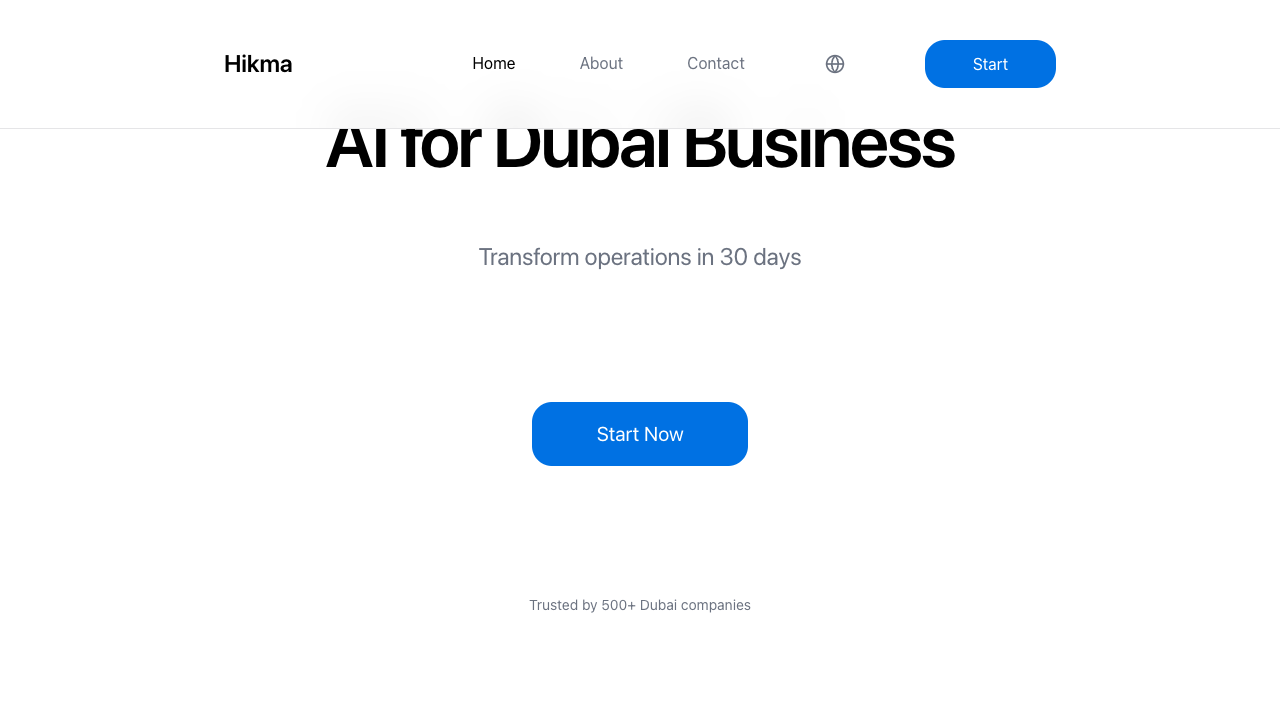 Hikma
Home
About
Contact
Start
AI for Dubai Business
Transform operations in 30 days
Start Now
Trusted by 500+ Dubai companies